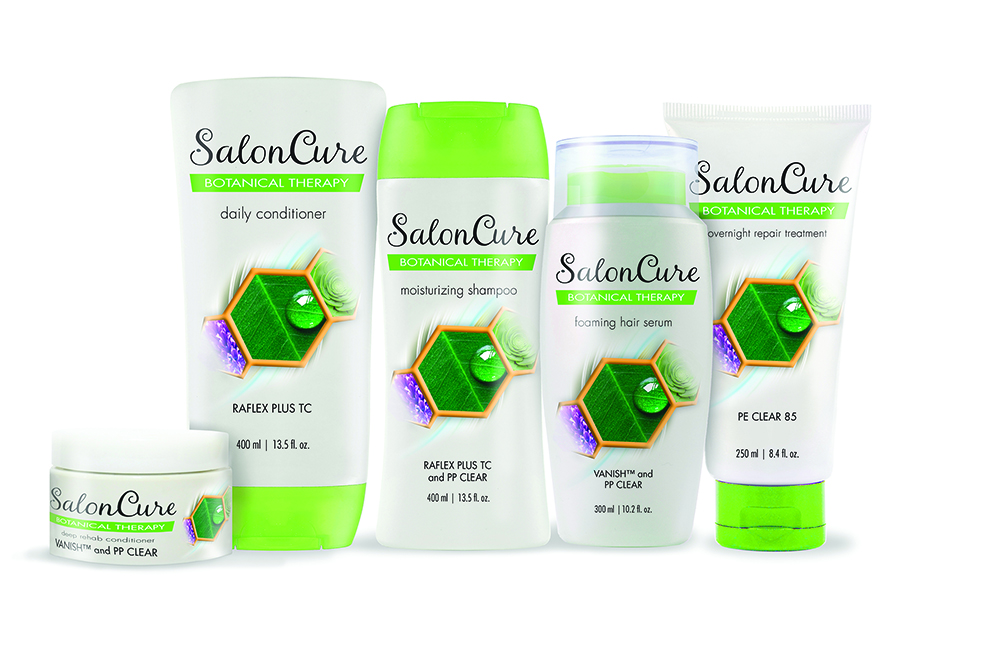 SalonCure
BOTANICAL THERAPY
daily conditioner
RAFLEX PLUS TC
400 ml | 13.5 fl. oz.
SalonCure
BOTANICAL THERAPY
moisturizing shampoo
RAFLEX PLUS TC
and PP CLEAR
400 ml | 13.5 fl. oz.
SalonCure
BOTANICAL THERAPY
foaming hair serum
VANISH™ and
PP CLEAR
300 ml | 10.2 fl. oz.
SalonCure
BOTANICAL THERAPY
overnight repair treatment
PE CLEAR 85
250 ml | 8.4 fl. oz.
SalonCure
BOTANICAL THERAPY
deep rehab conditioner
VANISH™ and PP CLEAR